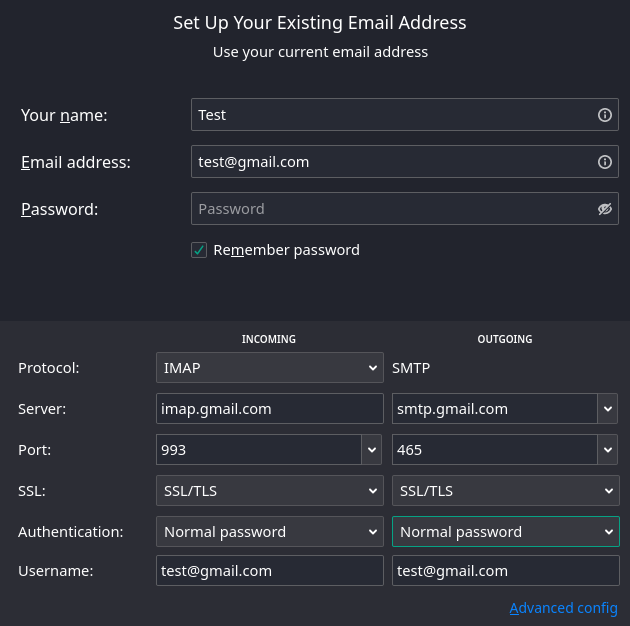 Set Up Your Existing Email Address
Use your current email address
Your name: Test
Email address: test@gmail.com
Password: Password
Remember password
INCOMING OUTGOING
Protocol: IMAP SMTP
Server: imap.gmail.com smtp.gmail.com
Port: 993 465
SSL: SSL/TLS SSL/TLS
Authentication: Normal password Normal password
Username: test@gmail.com test@gmail.com
Advanced config